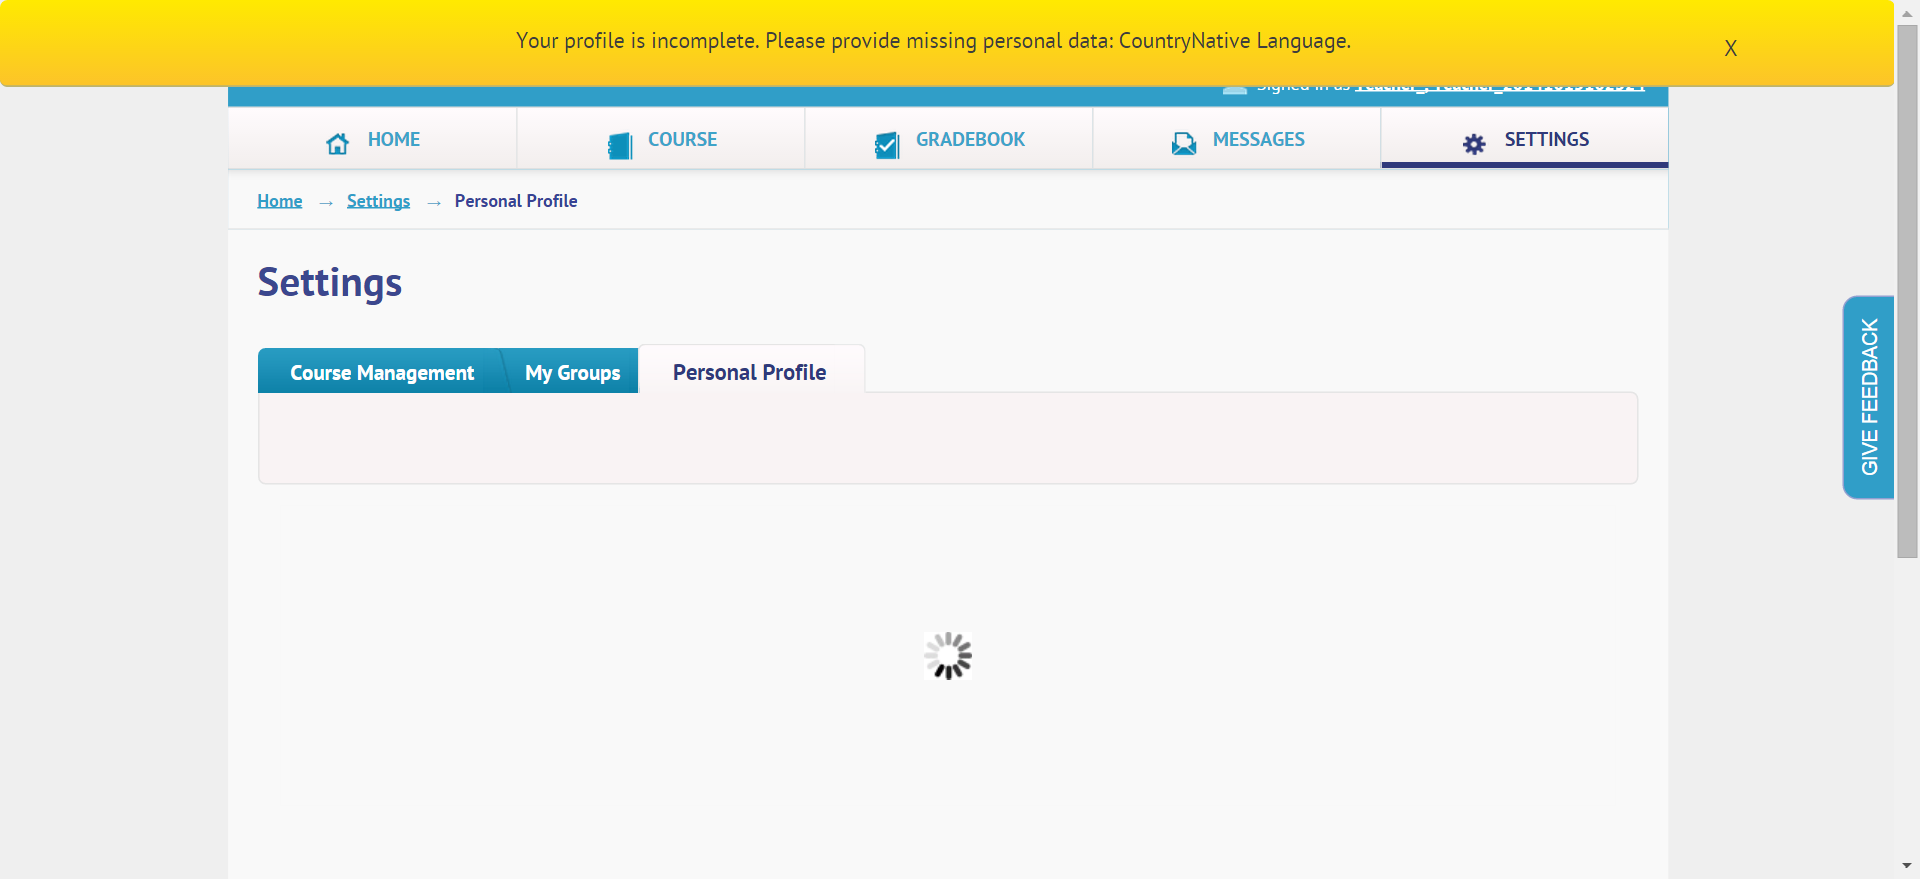 Your profile is incomplete. Please provide missing personal data: CountryNative Language.
X
Signed in as
HOME
COURSE
GRADEBOOK
MESSAGES
SETTINGS
Home → Settings → Personal Profile
Settings
Course Management
My Groups
Personal Profile
GIVE FEEDBACK